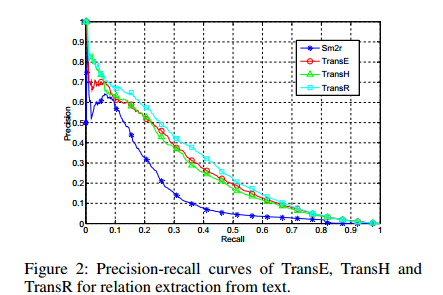 1
0.9
0.8
0.7
0.6
0.5
0.4
0.3
0.2
0.1
0
Precision
0 0.1 0.2 0.3 0.4 0.5 0.6 0.7 0.8 0.9 1
Recall
Sm2r
TransE
TransH
TransR
Figure 2: Precision-recall curves of TransE, TransH and
TransR for relation extraction from text.